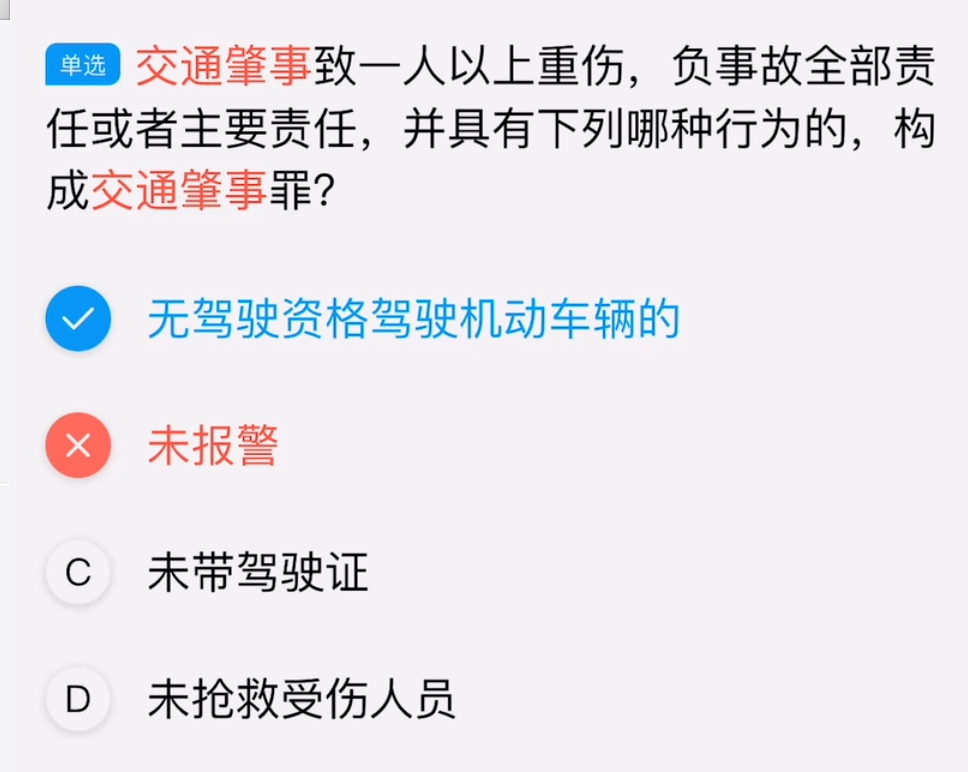 单选 交通肇事致一人以上重伤，负事故全部责
任或者主要责任，并具有下列哪种行为的，构
成交通肇事罪？
无驾驶资格驾驶机动车辆的
未报警
C 未带驾驶证
D 未抢救受伤人员